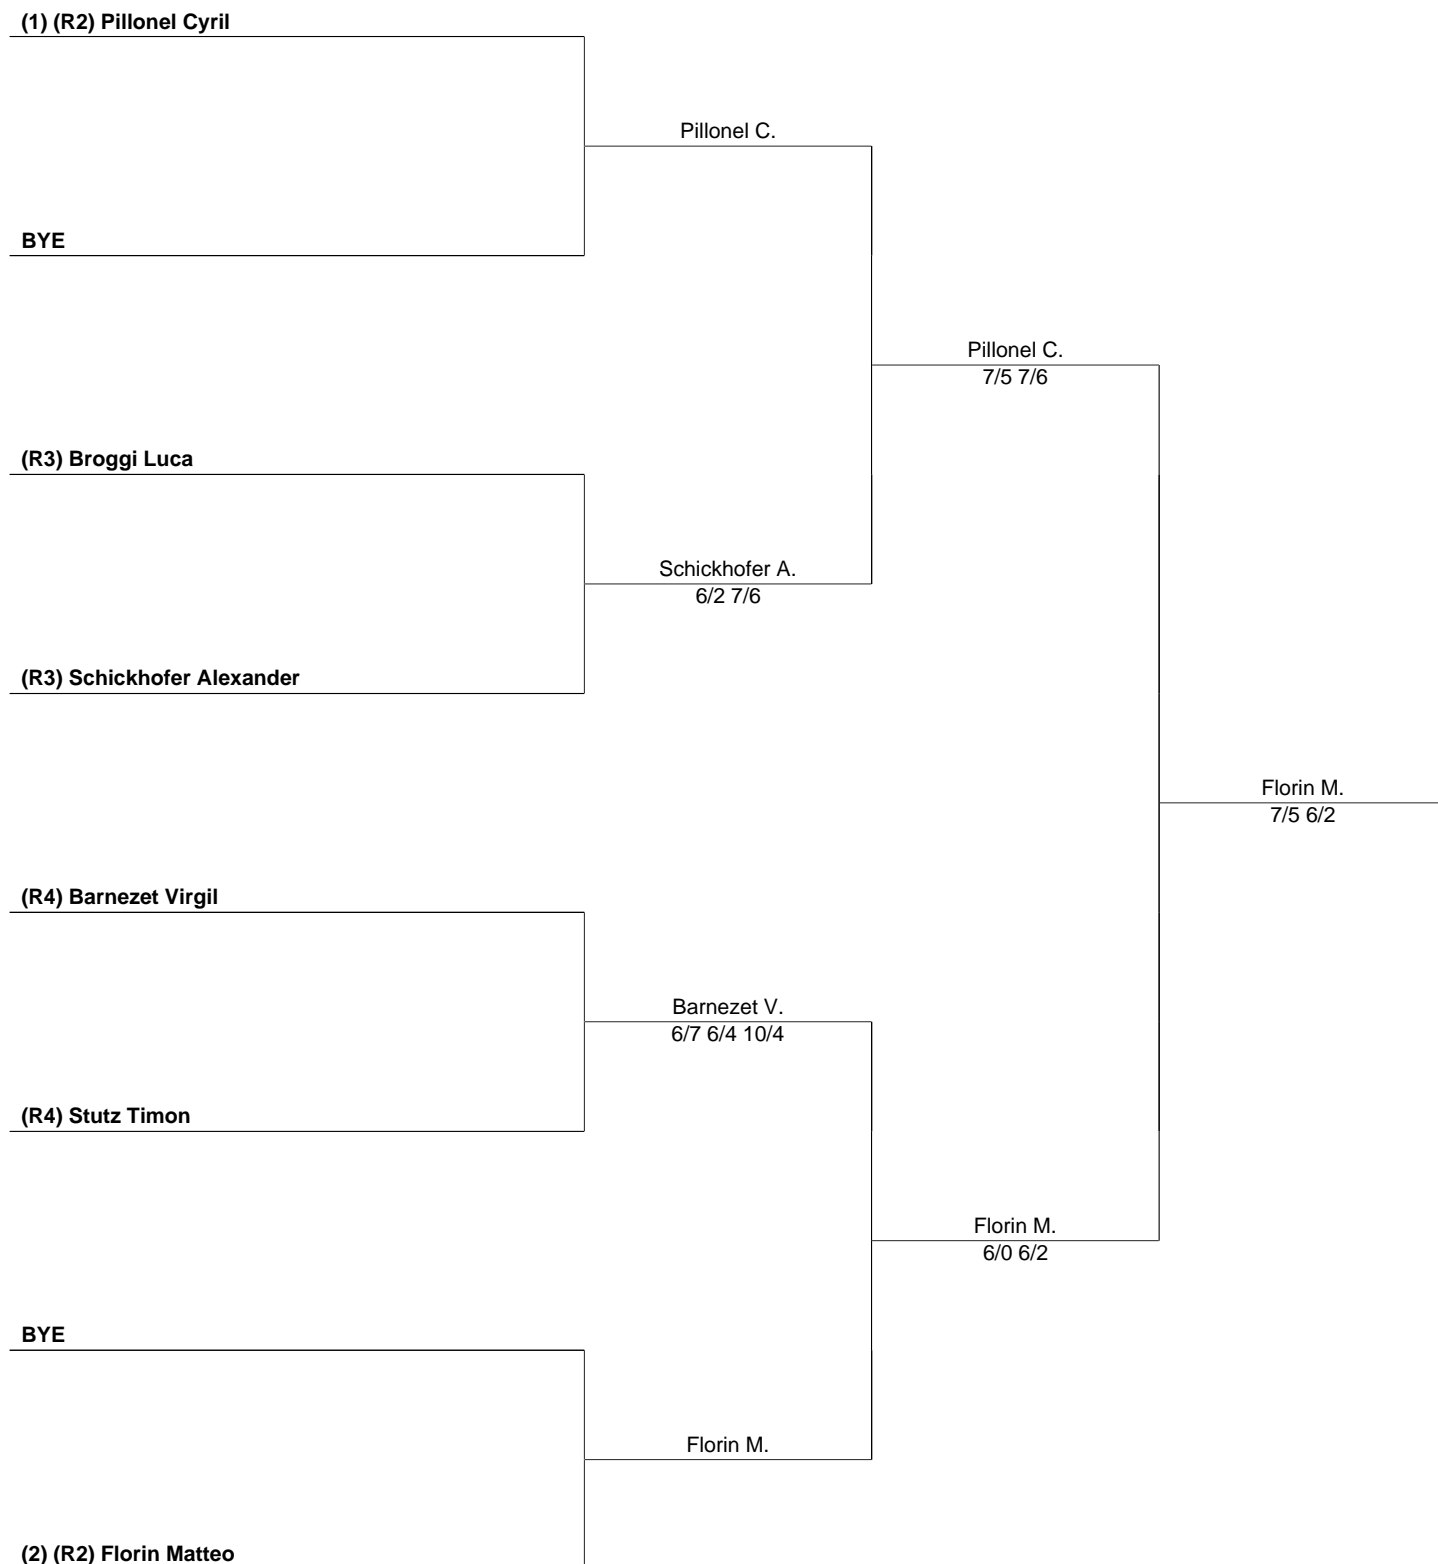 (1) (R2) Pillonel Cyril
Pillonel C.
BYE
Pillonel C.
7/5 7/6
(R3) Broggi Luca
Schickhofer A.
6/2 7/6
(R3) Schickhofer Alexander
Florin M.
7/5 6/2
(R4) Barnezet Virgil
Barnezet V.
6/7 6/4 10/4
(R4) Stutz Timon
Florin M.
6/0 6/2
BYE
Florin M.
(2) (R2) Florin Matteo